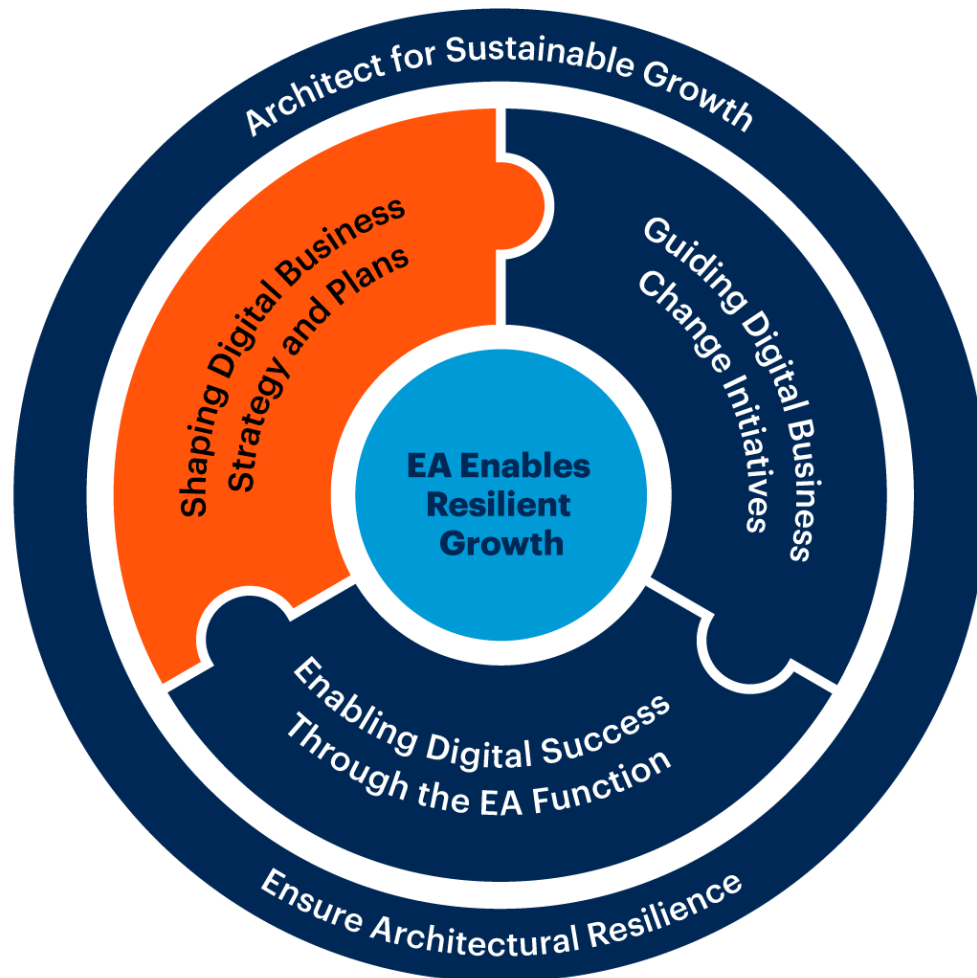 Architect for Sustainable Growth
Shaping Digital Business
Strategy and Plans
Guiding Digital Business
Change Initiatives
EA Enables
Resilient
Growth
Enabling Digital Success
Through the EA Function
Ensure Architectural Resilience